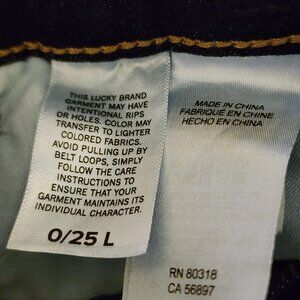 THIS LUCKY BRAND
GARMENT MAY HAVE
INTENTIONAL RIPS
OR HOLES. COLOR MAY
TRANSFER TO LIGHTER
COLORED FABRICS.
AVOID PULLING UP BY
BELT LOOPS, SIMPLY
FOLLOW THE CARE
INSTRUCTIONS TO
ENSURE THAT YOUR
GARMENT MAINTAINS ITS
INDIVIDUAL CHARACTER.
0/25 L
MADE IN CHINA
FABRIQUÉ EN CHINE
HECHO EN CHINA
RN 80318
CA 56897